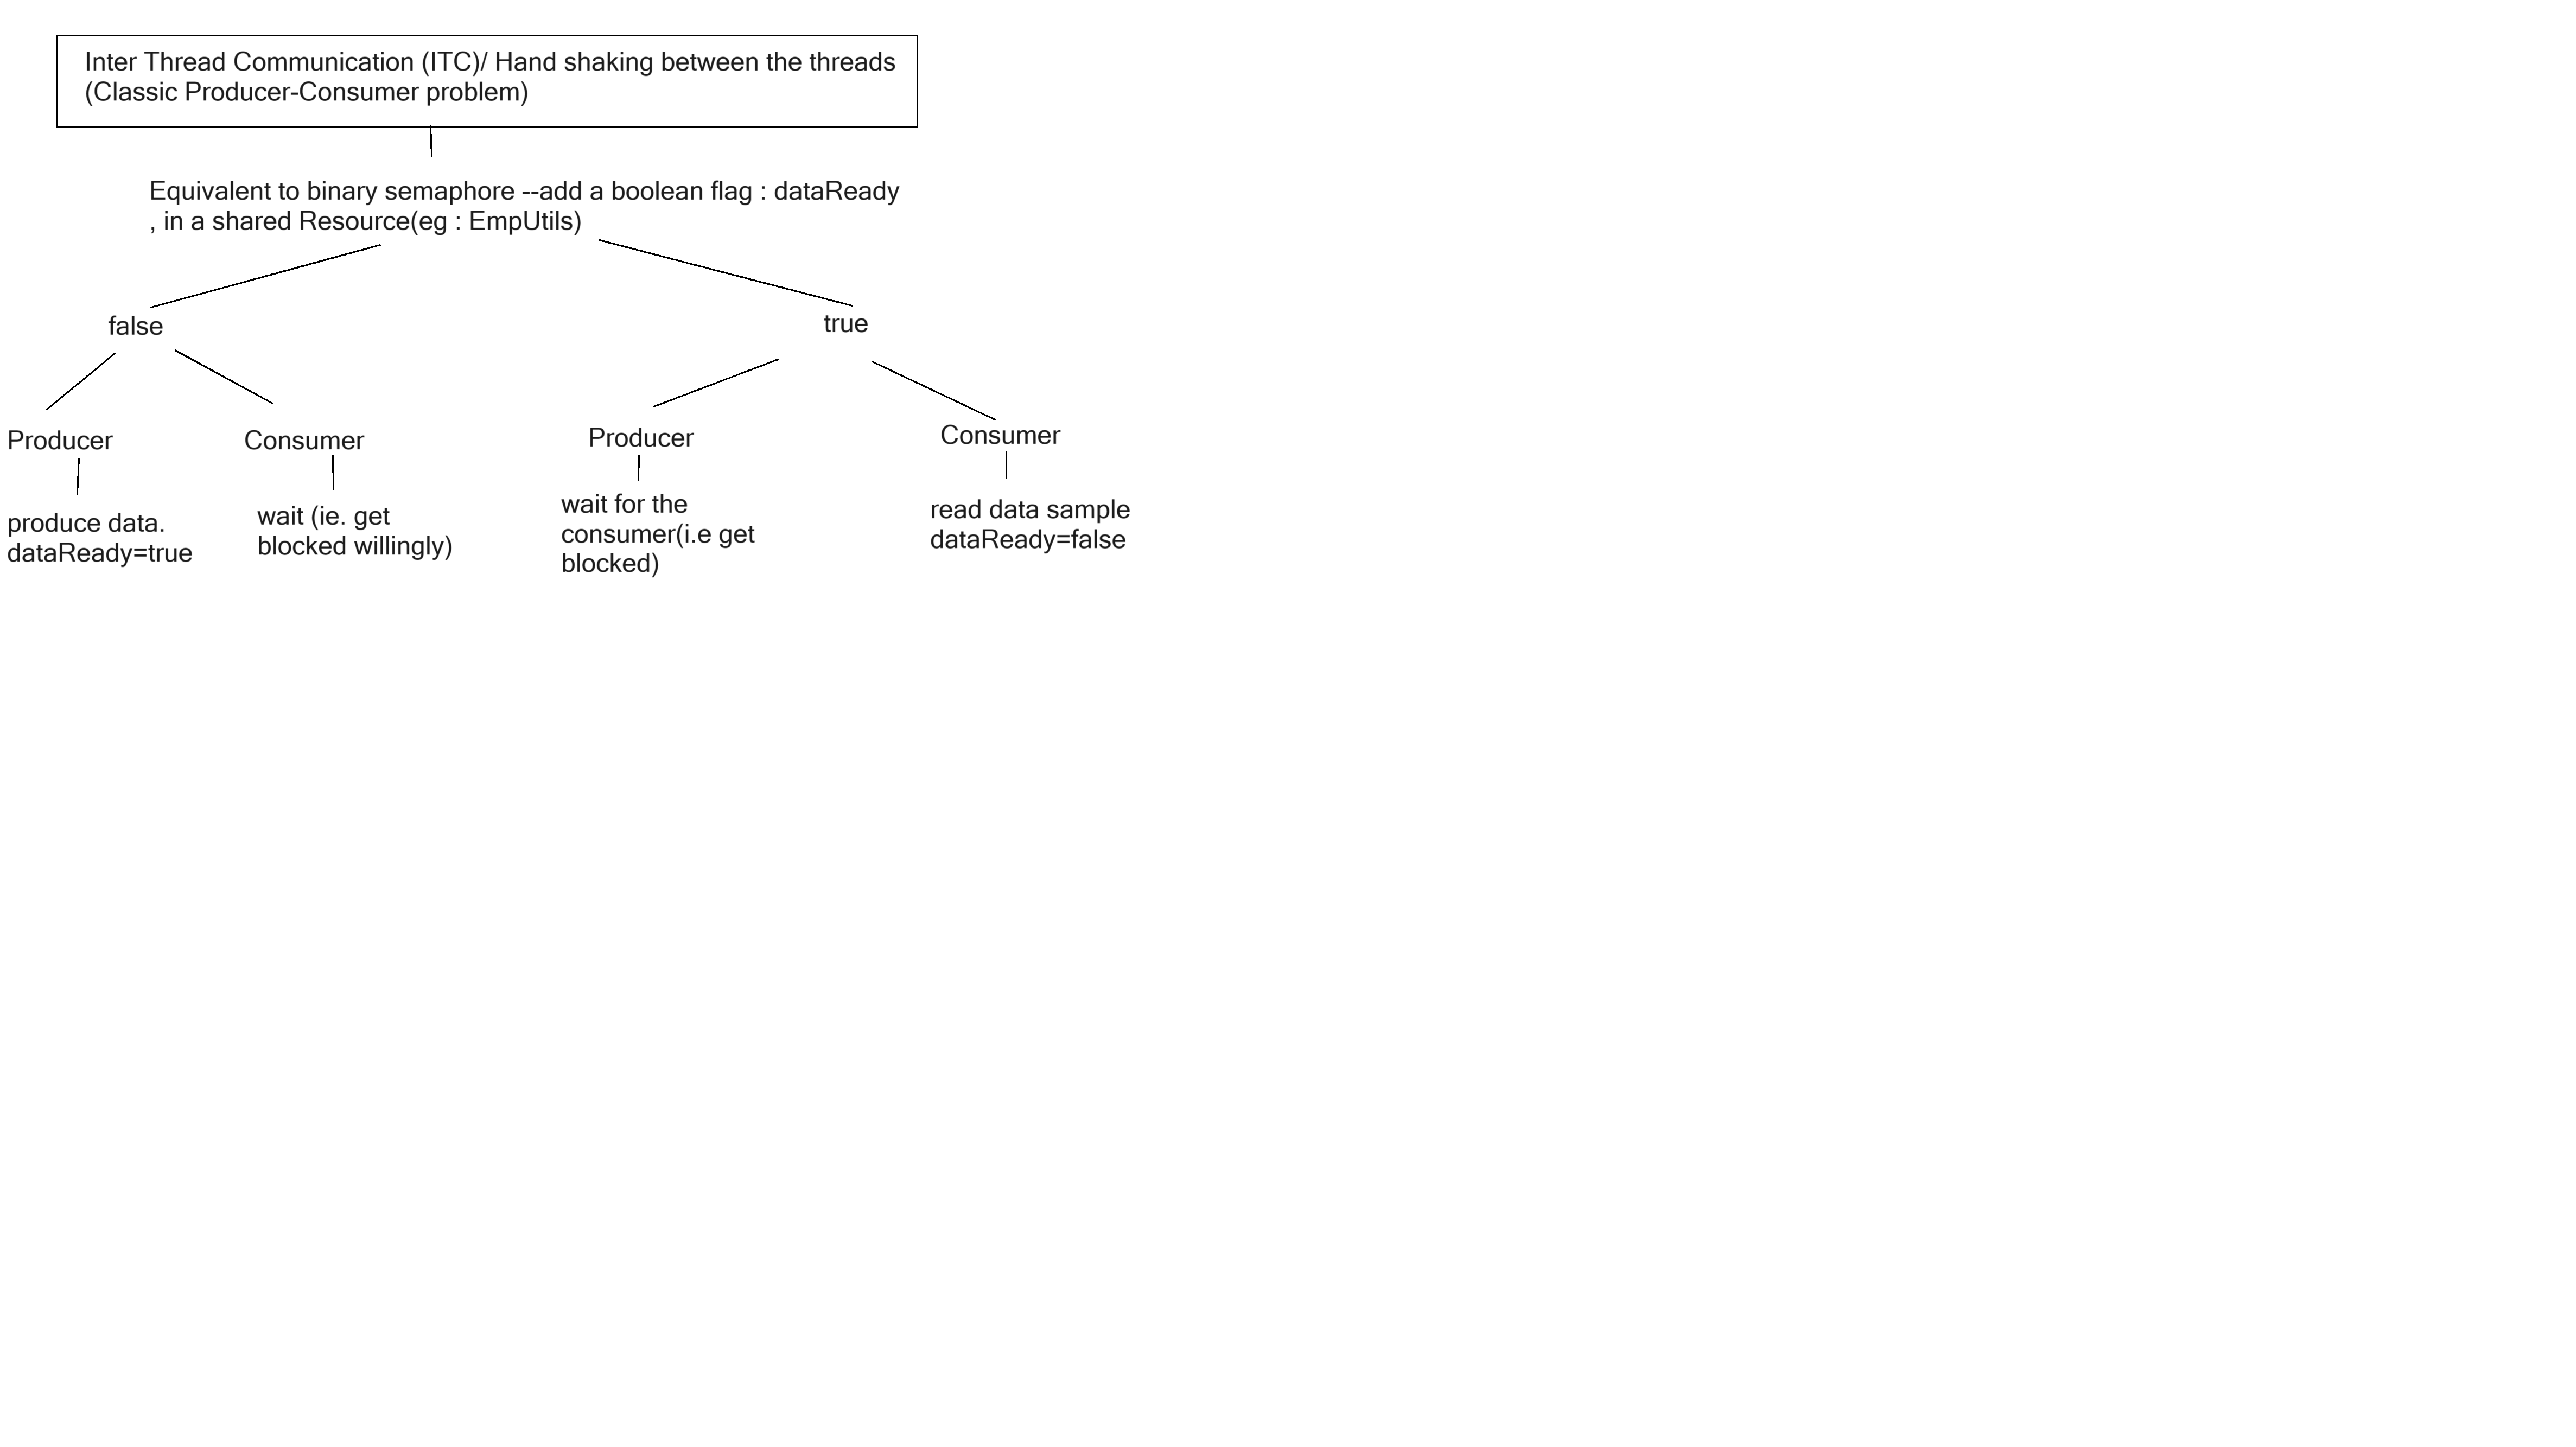 Inter Thread Communication (ITC)/ Hand shaking between the threads
(Classic Producer-Consumer problem)
Equivalent to binary semaphore --add a boolean flag : dataReady
, in a shared Resource(eg : EmpUtils)
false
true
Producer
Consumer
Producer
Consumer
produce data.
dataReady=true
wait (ie. get
blocked willingly)
wait for the
consumer(i.e get
blocked)
read data sample
dataReady=false